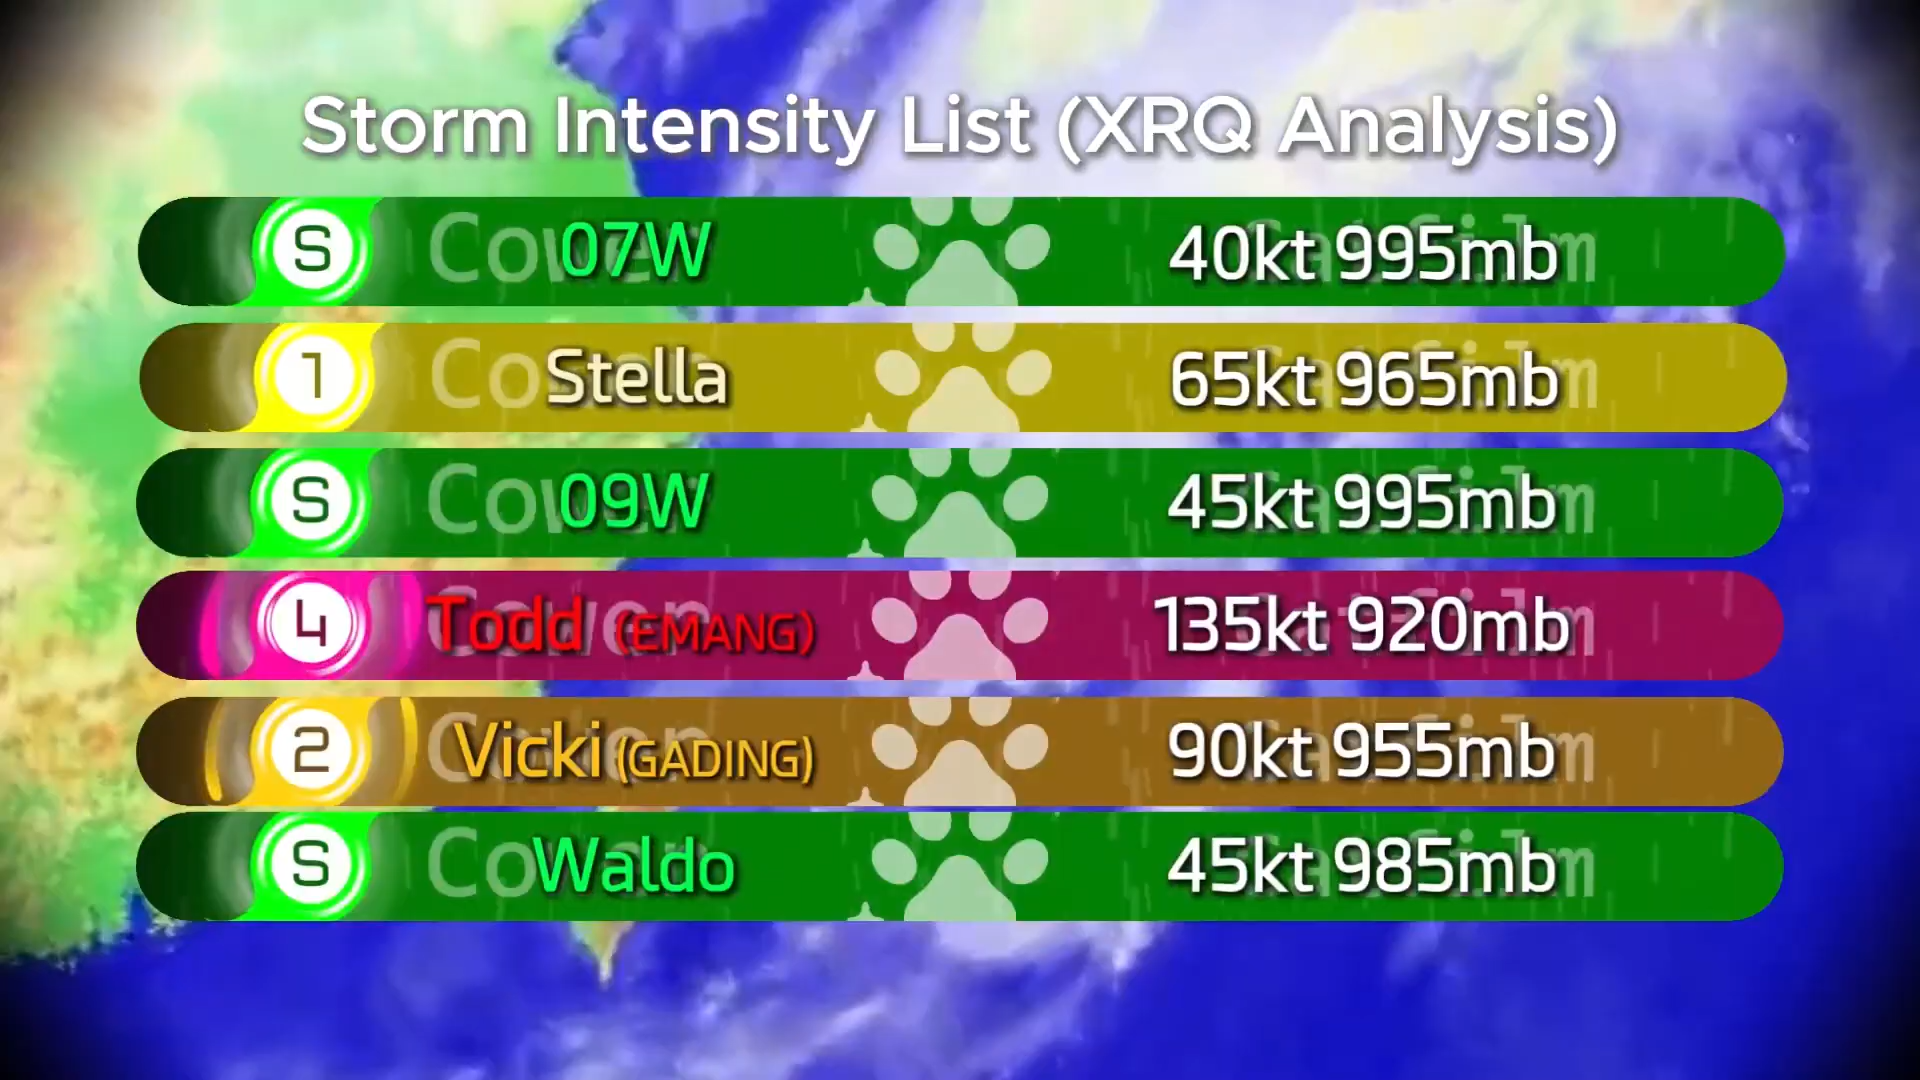 Storm Intensity List (XRQ Analysis)
S 07W 40kt 995mb
1 Stella 65kt 965mb
S 09W 45kt 995mb
4 Todd (EMANG) 135kt 920mb
2 Vicki (GADING) 90kt 955mb
S Waldo 45kt 985mb